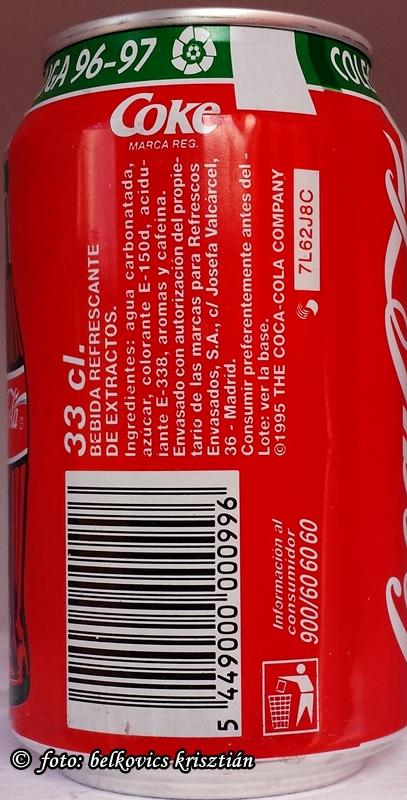 IGA 96-97
COLE
Coke
MARCA REG.
33 cl.
BEBIDA REFRESCANTE
DE EXTRACTOS.
Ingredientes: agua carbonatada,
azúcar, colorante E-150d, acidu-
lante E-338, aromas y cafeína.
Envasado con autorización del propie-
tario de las marcas para Refrescos
Envasados, S.A., c/ Josefa Valcárcel,
36 - Madrid.
Consumir preferentemente antes del -
Lote: ver la base.
©1995 THE COCA-COLA COMPANY
7L62J8C
5 449000 000996
Información al
consumidor
900/60 60 60
© foto: belkovics krisztián